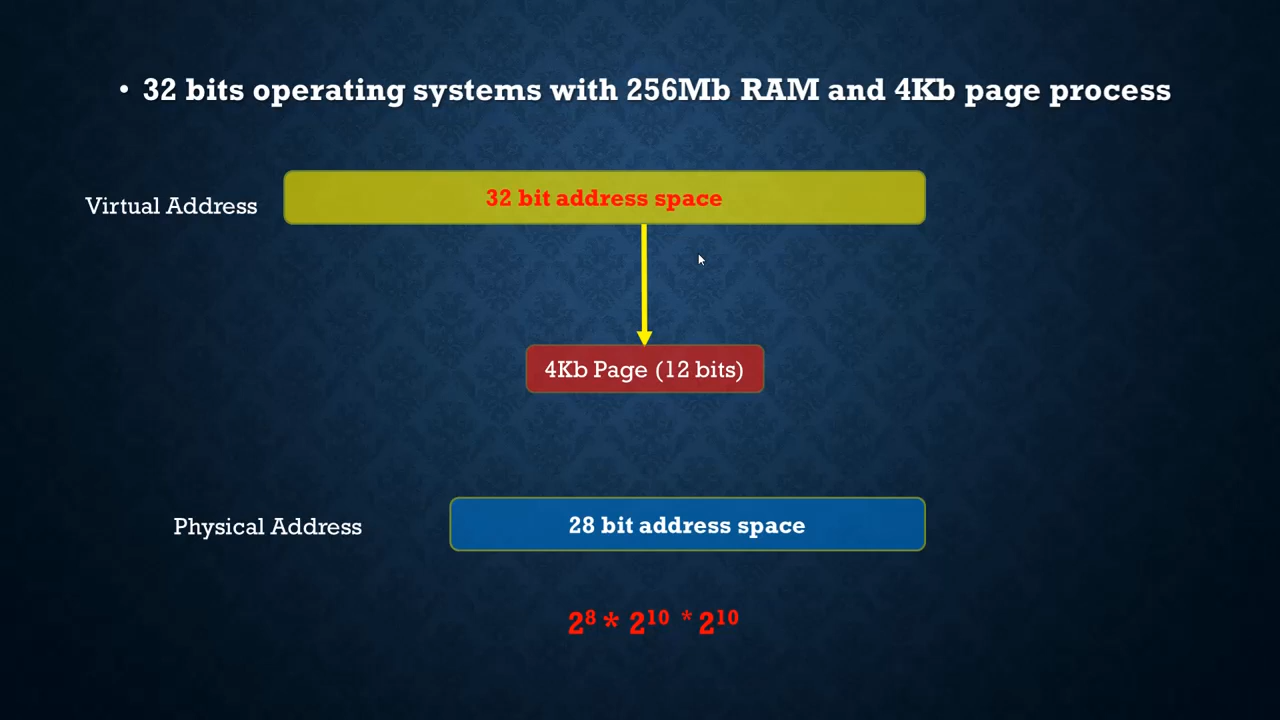 • 32 bits operating systems with 256Mb RAM and 4Kb page process
Virtual Address
32 bit address space
4Kb Page (12 bits)
Physical Address
28 bit address space
2⁸ * 2¹⁰ * 2¹⁰